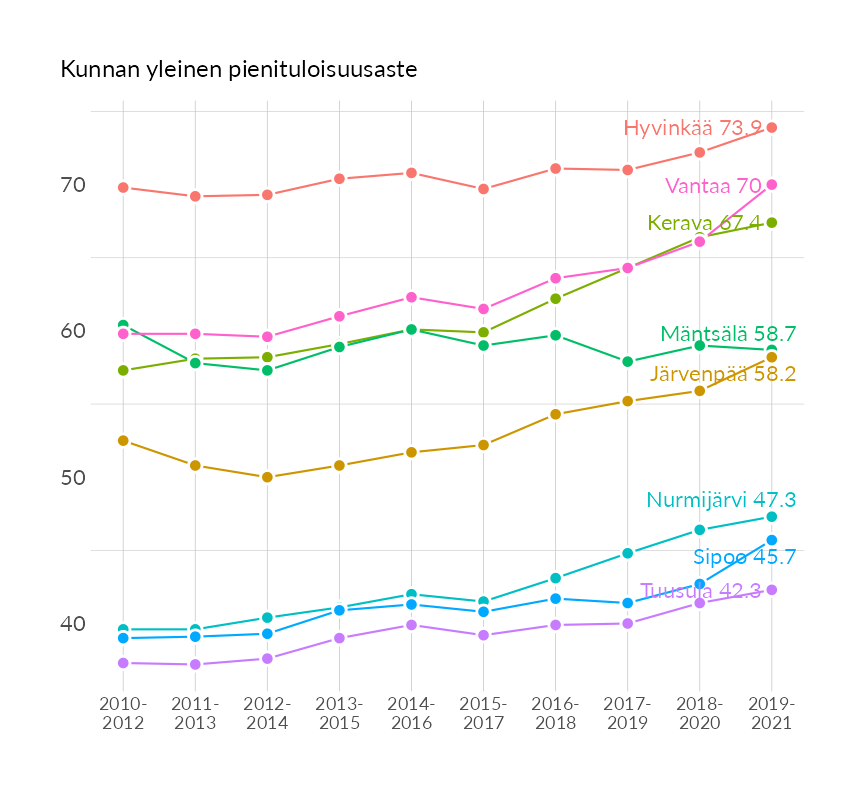 Kunnan yleinen pienituloisuusaste
Hyvinkää 73.9
70
Vantaa 70
Kerava 67.4
60
Mäntsälä 58.7
Järvenpää 58.2
50
Nurmijärvi 47.3
Sipoo 45.7
Tuusula 42.3
40
2010-
2012
2011-
2013
2012-
2014
2013-
2015
2014-
2016
2015-
2017
2016-
2018
2017-
2019
2018-
2020
2019-
2021